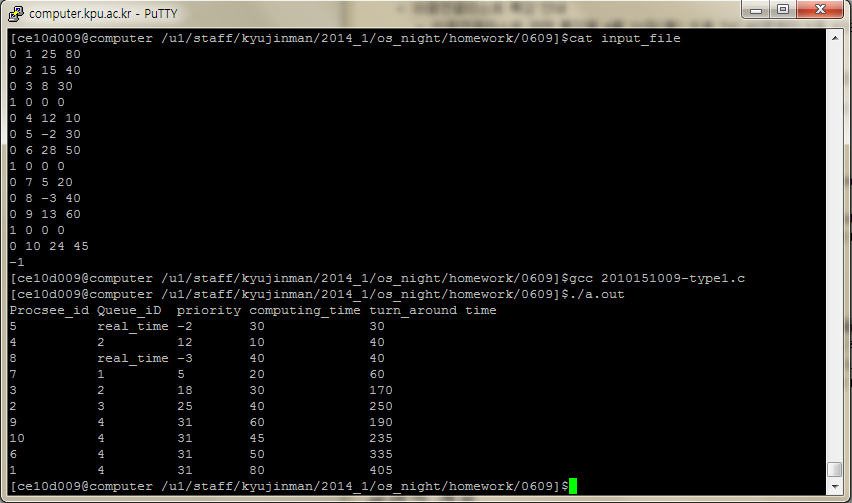 computer.kpu.ac.kr - PuTTY
[ce10d009@computer /u1/staff/kyujinman/2014_1/os_night/homework/0609]$cat input_file
0 1 25 80
0 2 15 40
0 3 8 30
1 0 0 0
0 4 12 10
0 5 -2 30
0 6 28 50
1 0 0 0
0 7 5 20
0 8 -3 40
0 9 13 60
1 0 0 0
0 10 24 45
-1
[ce10d009@computer /u1/staff/kyujinman/2014_1/os_night/homework/0609]$gcc 2010151009-type1.c
[ce10d009@computer /u1/staff/kyujinman/2014_1/os_night/homework/0609]$./a.out
Procsee_id Queue_iD priority computing_time turn_around time
5 real_time -2 30 30
4 2 12 10 40
8 real_time -3 40 40
7 1 5 20 60
3 2 18 30 170
2 3 25 40 250
9 4 31 60 190
10 4 31 45 235
6 4 31 50 335
1 4 31 80 405
[ce10d009@computer /u1/staff/kyujinman/2014_1/os_night/homework/0609]$